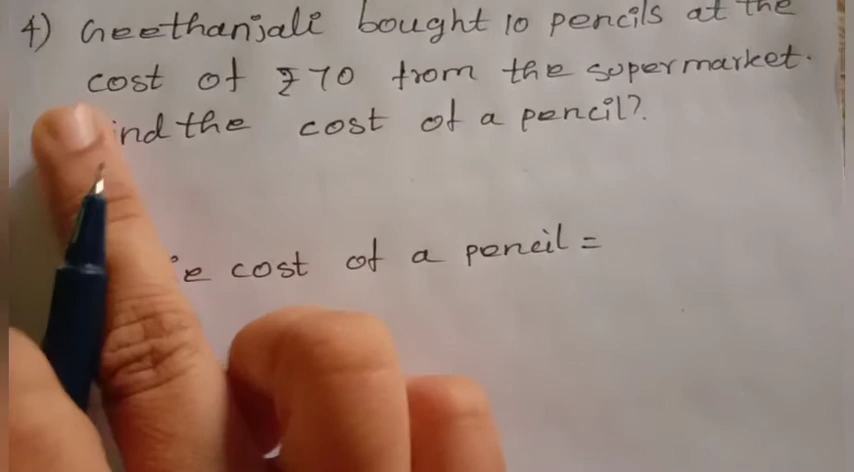 4) Geethanjali bought 10 pencils at the
cost of ₹70 from the supermarket.
ind the cost of a pencil?
e cost of a pencil =